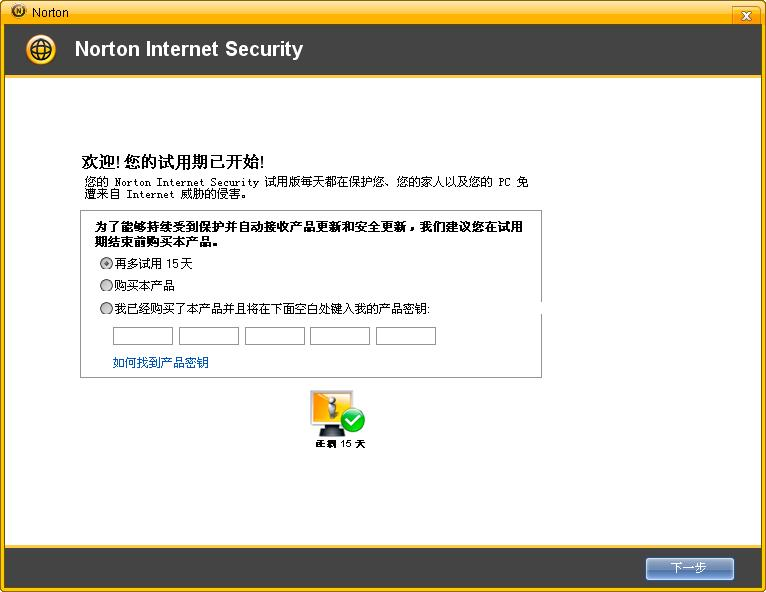 Norton
Norton Internet Security
欢迎! 您的试用期已开始!
您的 Norton Internet Security 试用版每天都在保护您、您的家人以及您的 PC 免
遭来自 Internet 威胁的侵害。
为了能够持续受到保护并自动接收产品更新和安全更新，我们建议您在试用
期结束前购买本产品。
再多试用 15 天
购买本产品
我已经购买了本产品并且将在下面空白处键入我的产品密钥:
如何找到产品密钥
还剩 15 天
下一步